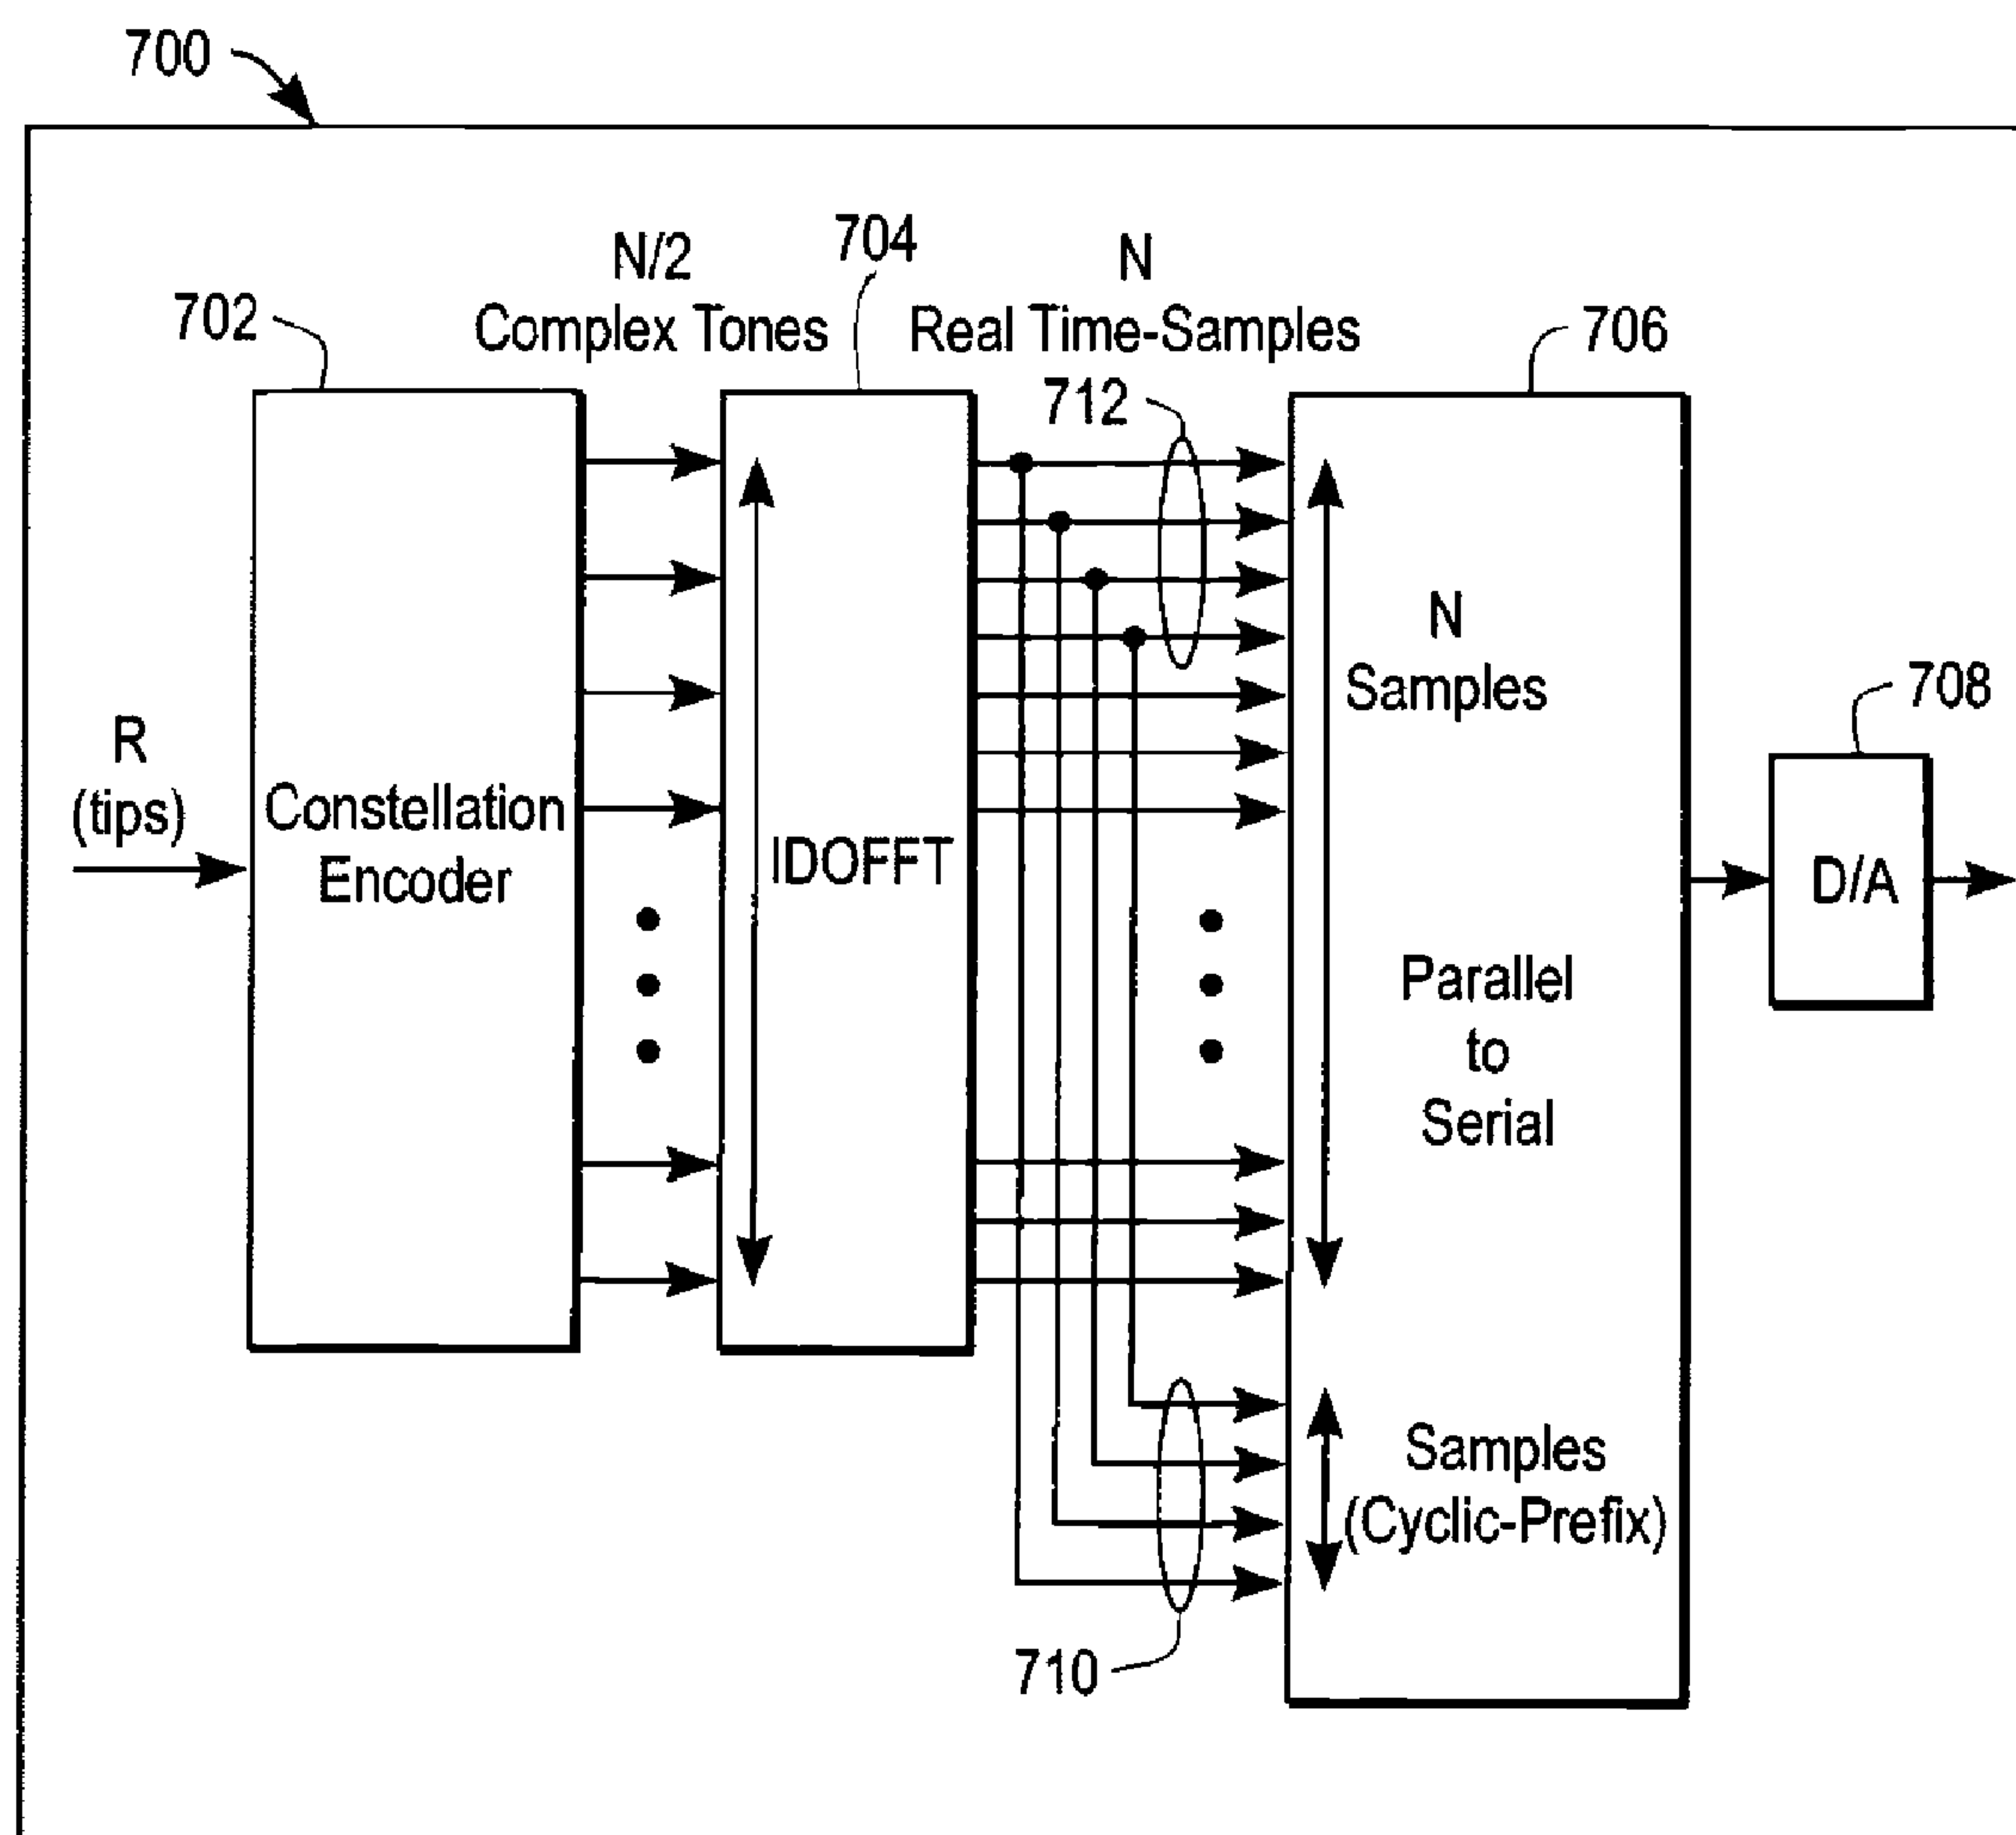 700
N/2
Complex Tones
704
N
Real Time-Samples
702
706
712
N
Samples
708
R
(tips)
Constellation
Encoder
IDOFFT
D/A
Parallel
to
Serial
Samples
(Cyclic-Prefix)
710